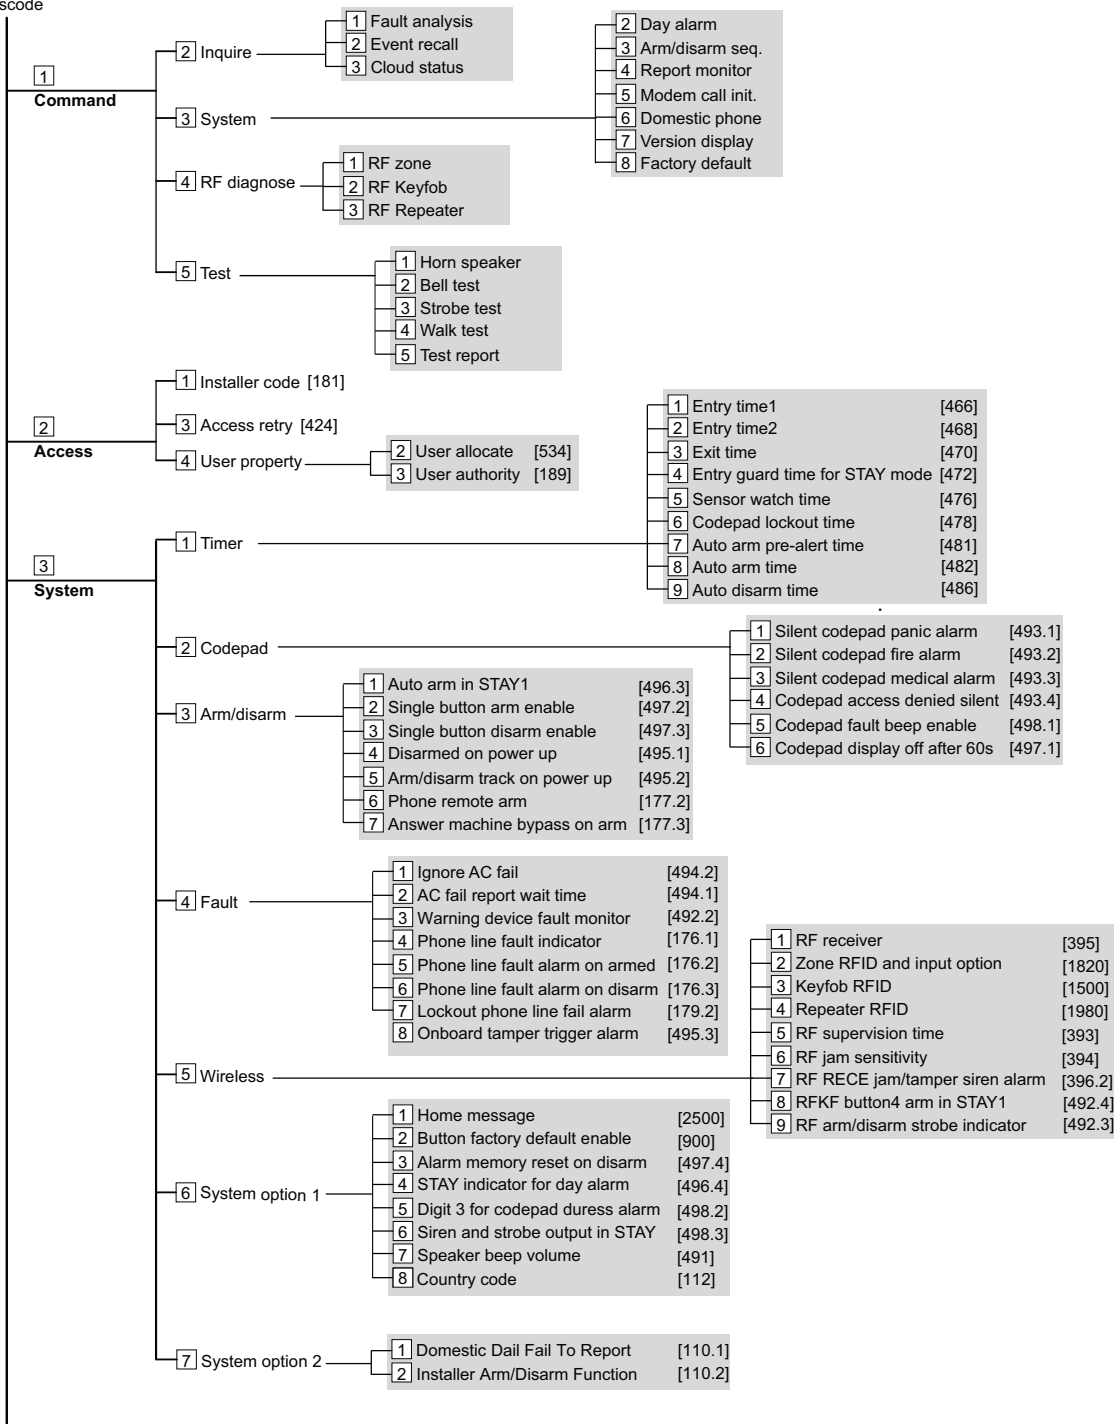 scode
1
Command
2 Inquire
1 Fault analysis
2 Event recall
3 Cloud status
3 System
2 Day alarm
3 Arm/disarm seq.
4 Report monitor
5 Modem call init.
6 Domestic phone
7 Version display
8 Factory default
4 RF diagnose
1 RF zone
2 RF Keyfob
3 RF Repeater
5 Test
1 Horn speaker
2 Bell test
3 Strobe test
4 Walk test
5 Test report
2
Access
1 Installer code [181]
3 Access retry [424]
4 User property
2 User allocate [534]
3 User authority [189]
3
System
1 Timer
1 Entry time1 [466]
2 Entry time2 [468]
3 Exit time [470]
4 Entry guard time for STAY mode [472]
5 Sensor watch time [476]
6 Codepad lockout time [478]
7 Auto arm pre-alert time [481]
8 Auto arm time [482]
9 Auto disarm time [486]
2 Codepad
1 Silent codepad panic alarm [493.1]
2 Silent codepad fire alarm [493.2]
3 Silent codepad medical alarm [493.3]
4 Codepad access denied silent [493.4]
5 Codepad fault beep enable [498.1]
6 Codepad display off after 60s [497.1]
3 Arm/disarm
1 Auto arm in STAY1 [496.3]
2 Single button arm enable [497.2]
3 Single button disarm enable [497.3]
4 Disarmed on power up [495.1]
5 Arm/disarm track on power up [495.2]
6 Phone remote arm [177.2]
7 Answer machine bypass on arm [177.3]
4 Fault
1 Ignore AC fail [494.2]
2 AC fail report wait time [494.1]
3 Warning device fault monitor [492.2]
4 Phone line fault indicator [176.1]
5 Phone line fault alarm on armed [176.2]
6 Phone line fault alarm on disarm [176.3]
7 Lockout phone line fail alarm [179.2]
8 Onboard tamper trigger alarm [495.3]
5 Wireless
1 RF receiver [395]
2 Zone RFID and input option [1820]
3 Keyfob RFID [1500]
4 Repeater RFID [1980]
5 RF supervision time [393]
6 RF jam sensitivity [394]
7 RF RECE jam/tamper siren alarm [396.2]
8 RFKF button4 arm in STAY1 [492.4]
9 RF arm/disarm strobe indicator [492.3]
6 System option 1
1 Home message [2500]
2 Button factory default enable [900]
3 Alarm memory reset on disarm [497.4]
4 STAY indicator for day alarm [496.4]
5 Digit 3 for codepad duress alarm [498.2]
6 Siren and strobe output in STAY [498.3]
7 Speaker beep volume [491]
8 Country code [112]
7 System option 2
1 Domestic Dail Fail To Report [110.1]
2 Installer Arm/Disarm Function [110.2]